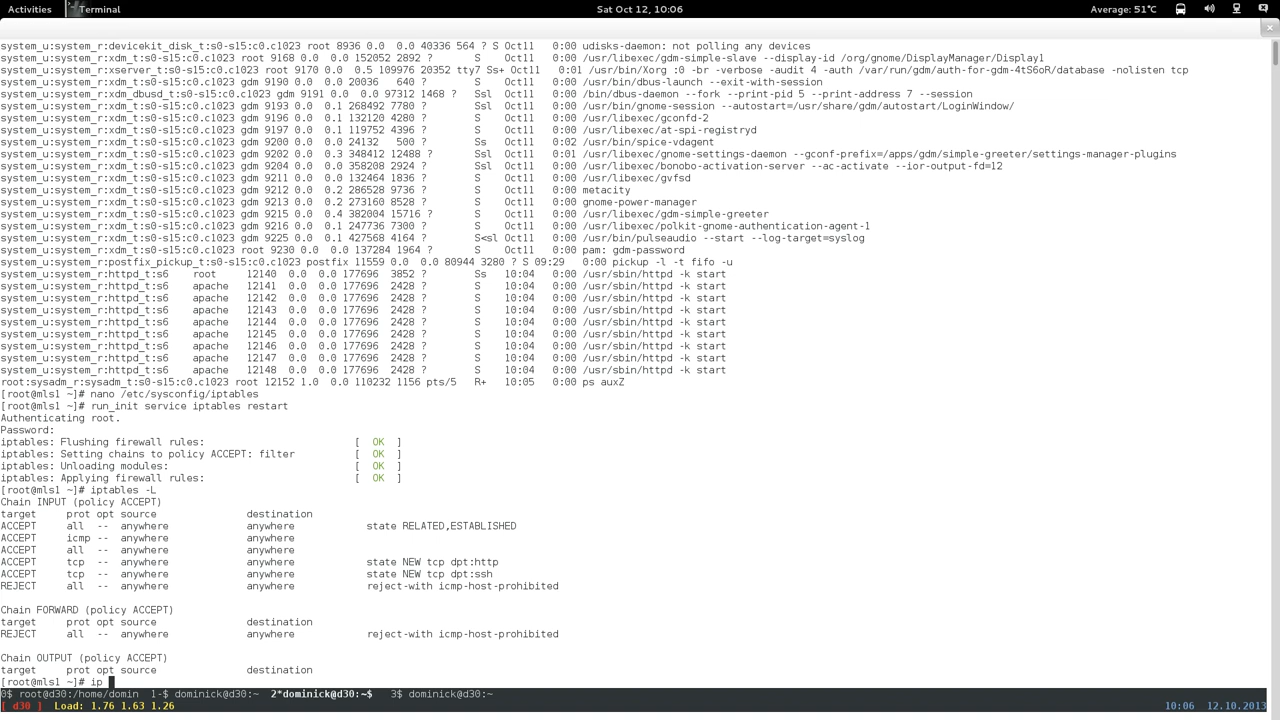 Activities Terminal Sat Oct 12, 10:06 Average: 51°C
system_u:system_r:devicekit_disk_t:s0-s15:c0.c1023 root 8936 0.0 0.0 40336 564 ? S Oct11 0:00 udisks-daemon: not polling any devices
system_u:system_r:xdm_t:s0-s15:c0.c1023 root 9168 0.0 0.0 152052 2892 ? S Oct11 0:00 /usr/libexec/gdm-simple-slave --display-id /org/gnome/DisplayManager/Display1
system_u:system_r:xserver_t:s0-s15:c0.c1023 root 9170 0.0 0.5 109976 20352 tty7 Ss+ Oct11 0:01 /usr/bin/Xorg :0 -br -verbose -audit 4 -auth /var/run/gdm/auth-for-gdm-4tS6oR/database -nolisten tcp
system_u:system_r:xdm_t:s0-s15:c0.c1023 gdm 9190 0.0 0.0 20036 640 ? S Oct11 0:00 /usr/bin/dbus-launch --exit-with-session
system_u:system_r:xdm_dbusd_t:s0-s15:c0.c1023 gdm 9191 0.0 0.0 97312 1468 ? Ssl Oct11 0:00 /bin/dbus-daemon --fork --print-pid 5 --print-address 7 --session
system_u:system_r:xdm_t:s0-s15:c0.c1023 gdm 9193 0.0 0.1 268492 7780 ? Ssl Oct11 0:00 /usr/bin/gnome-session --autostart=/usr/share/gdm/autostart/LoginWindow/
system_u:system_r:xdm_t:s0-s15:c0.c1023 gdm 9196 0.0 0.1 132120 4280 ? S Oct11 0:00 /usr/libexec/gconfd-2
system_u:system_r:xdm_t:s0-s15:c0.c1023 gdm 9197 0.0 0.1 119752 4396 ? S Oct11 0:00 /usr/libexec/at-spi-registryd
system_u:system_r:xdm_t:s0-s15:c0.c1023 gdm 9200 0.0 0.0 24132 500 ? Ss Oct11 0:02 /usr/bin/spice-vdagent
system_u:system_r:xdm_t:s0-s15:c0.c1023 gdm 9202 0.0 0.3 348412 12488 ? Ssl Oct11 0:01 /usr/libexec/gnome-settings-daemon --gconf-prefix=/apps/gdm/simple-greeter/settings-manager-plugins
system_u:system_r:xdm_t:s0-s15:c0.c1023 gdm 9204 0.0 0.0 358208 2924 ? Ssl Oct11 0:00 /usr/libexec/bonobo-activation-server --ac-activate --ior-output-fd=12
system_u:system_r:xdm_t:s0-s15:c0.c1023 gdm 9211 0.0 0.0 132464 1836 ? S Oct11 0:00 /usr/libexec/gvfsd
system_u:system_r:xdm_t:s0-s15:c0.c1023 gdm 9212 0.0 0.2 286528 9736 ? S Oct11 0:00 metacity
system_u:system_r:xdm_t:s0-s15:c0.c1023 gdm 9213 0.0 0.2 273160 8528 ? S Oct11 0:00 gnome-power-manager
system_u:system_r:xdm_t:s0-s15:c0.c1023 gdm 9215 0.0 0.4 382004 15716 ? S Oct11 0:00 /usr/libexec/gdm-simple-greeter
system_u:system_r:xdm_t:s0-s15:c0.c1023 gdm 9216 0.0 0.1 247736 7300 ? S Oct11 0:00 /usr/libexec/polkit-gnome-authentication-agent-1
system_u:system_r:xdm_t:s0-s15:c0.c1023 gdm 9225 0.0 0.1 427568 4164 ? S<sl Oct11 0:00 /usr/bin/pulseaudio --start --log-target=syslog
system_u:system_r:xdm_t:s0-s15:c0.c1023 root 9230 0.0 0.0 137284 1964 ? S Oct11 0:00 pam: gdm-password
system_u:system_r:postfix_pickup_t:s0-s15:c0.c1023 postfix 11559 0.0 0.0 80944 3280 ? S 09:29 0:00 pickup -l -t fifo -u
system_u:system_r:httpd_t:s6 root 12140 0.0 0.0 177696 3852 ? Ss 10:04 0:00 /usr/sbin/httpd -k start
system_u:system_r:httpd_t:s6 apache 12141 0.0 0.0 177696 2428 ? S 10:04 0:00 /usr/sbin/httpd -k start
system_u:system_r:httpd_t:s6 apache 12142 0.0 0.0 177696 2428 ? S 10:04 0:00 /usr/sbin/httpd -k start
system_u:system_r:httpd_t:s6 apache 12143 0.0 0.0 177696 2428 ? S 10:04 0:00 /usr/sbin/httpd -k start
system_u:system_r:httpd_t:s6 apache 12144 0.0 0.0 177696 2428 ? S 10:04 0:00 /usr/sbin/httpd -k start
system_u:system_r:httpd_t:s6 apache 12145 0.0 0.0 177696 2428 ? S 10:04 0:00 /usr/sbin/httpd -k start
system_u:system_r:httpd_t:s6 apache 12146 0.0 0.0 177696 2428 ? S 10:04 0:00 /usr/sbin/httpd -k start
system_u:system_r:httpd_t:s6 apache 12147 0.0 0.0 177696 2428 ? S 10:04 0:00 /usr/sbin/httpd -k start
system_u:system_r:httpd_t:s6 apache 12148 0.0 0.0 177696 2428 ? S 10:04 0:00 /usr/sbin/httpd -k start
root:sysadm_r:sysadm_t:s0-s15:c0.c1023 root 12152 1.0 0.0 110232 1156 pts/5 R+ 10:05 0:00 ps auxZ
[root@mls1 ~]# nano /etc/sysconfig/iptables
[root@mls1 ~]# run_init service iptables restart
Authenticating root.
Password:
iptables: Flushing firewall rules: [ OK ]
iptables: Setting chains to policy ACCEPT: filter [ OK ]
iptables: Unloading modules: [ OK ]
iptables: Applying firewall rules: [ OK ]
[root@mls1 ~]# iptables -L
Chain INPUT (policy ACCEPT)
target prot opt source destination
ACCEPT all -- anywhere anywhere state RELATED,ESTABLISHED
ACCEPT icmp -- anywhere anywhere
ACCEPT all -- anywhere anywhere
ACCEPT tcp -- anywhere anywhere state NEW tcp dpt:http
ACCEPT tcp -- anywhere anywhere state NEW tcp dpt:ssh
REJECT all -- anywhere anywhere reject-with icmp-host-prohibited
Chain FORWARD (policy ACCEPT)
target prot opt source destination
REJECT all -- anywhere anywhere reject-with icmp-host-prohibited
Chain OUTPUT (policy ACCEPT)
target prot opt source destination
[root@mls1 ~]# ip
0$ root@d30:/home/domin 1-$ dominick@d30:~ 2*dominick@d30:~$ 3$ dominick@d30:~
[ d30 ] Load: 1.76 1.63 1.26 10:06 12.10.2013